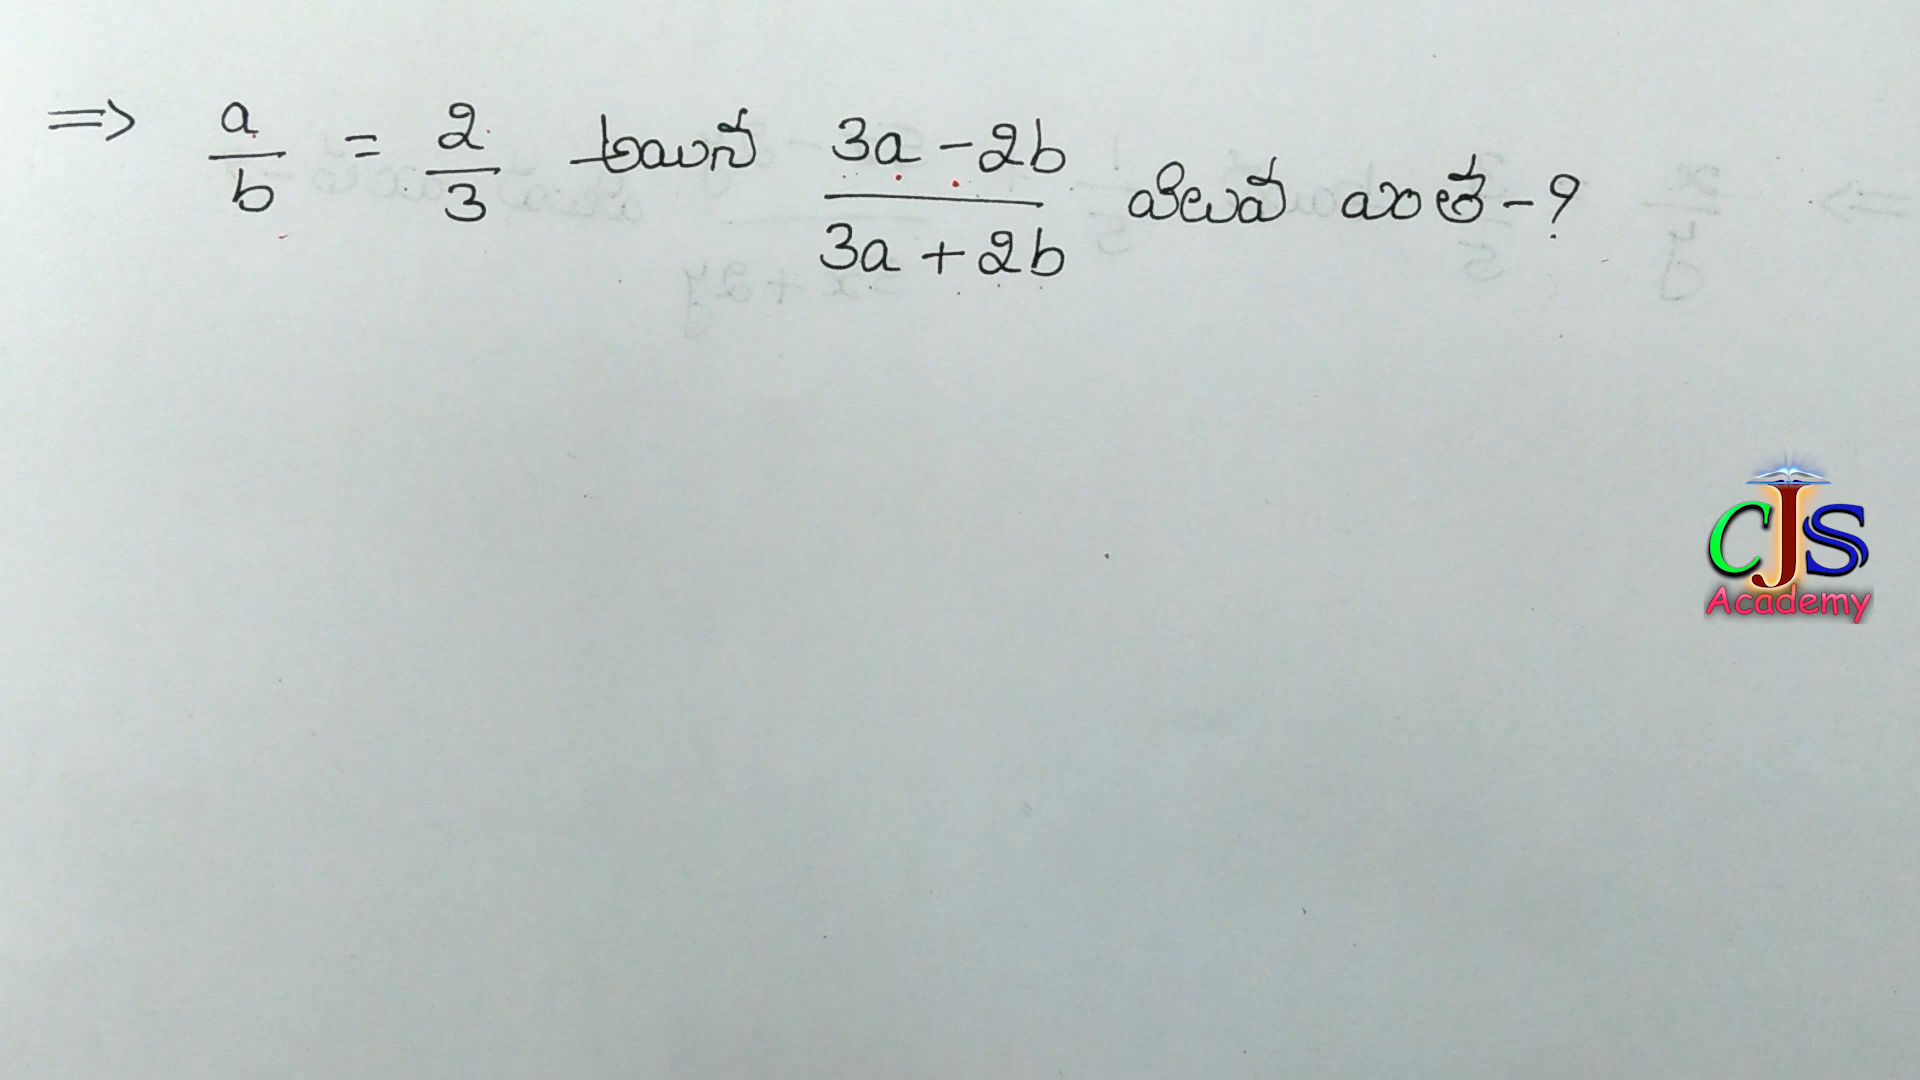 ⇒ a/b = 2/3 అయిన (3a - 2b)/(3a + 2b) విలువ ఎంత - ?
CJS
Academy